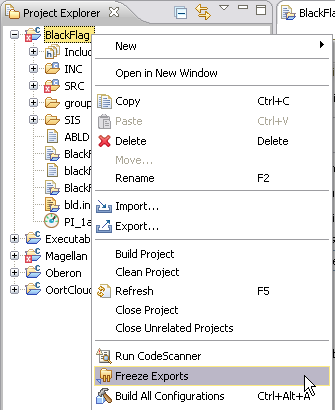 Project Explorer
BlackFlag
Includ
INC
SRC
group
SIS
ABLD
BlackF
BlackF
BlackF
bld.in
PI_1a
Executab
Magellan
Oberon
OortClou
BlackF
New
Open in New Window
Copy Ctrl+C
Paste Ctrl+V
Delete Delete
Move...
Rename F2
Import...
Export...
Build Project
Clean Project
Refresh F5
Close Project
Close Unrelated Projects
Run CodeScanner
Freeze Exports
Build All Configurations Ctrl+Alt+A